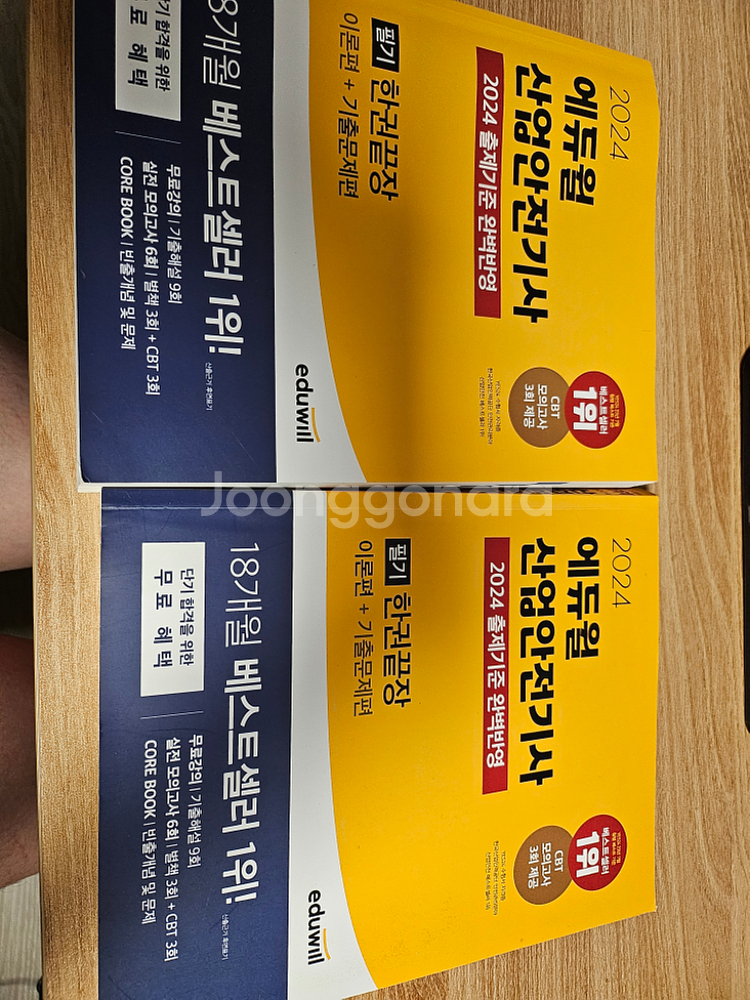 2024
에듀윌
산업안전기사
2024 출제기준 완벽반영
필기 한권끝장
이론편 + 기출문제편
베스트셀러
1위
CBT
모의고사
3회 제공
eduwill
8개월 베스트셀러 1위!
합격을 위한
혜택
무료강의 | 기출해설 9회
실전 모의고사 6회 | 별책 3회 + CBT 3회
CORE BOOK | 빈출개념 및 문제
Joonggonara
2024
에듀윌
산업안전기사
2024 출제기준 완벽반영
필기 한권끝장
이론편 + 기출문제편
베스트셀러
1위
CBT
모의고사
3회 제공
eduwill
18개월 베스트셀러 1위!
단기 합격을 위한
무료 혜택
무료강의 | 기출해설 9회
실전 모의고사 6회 | 별책 3회 + CBT 3회
CORE BOOK | 빈출개념 및 문제